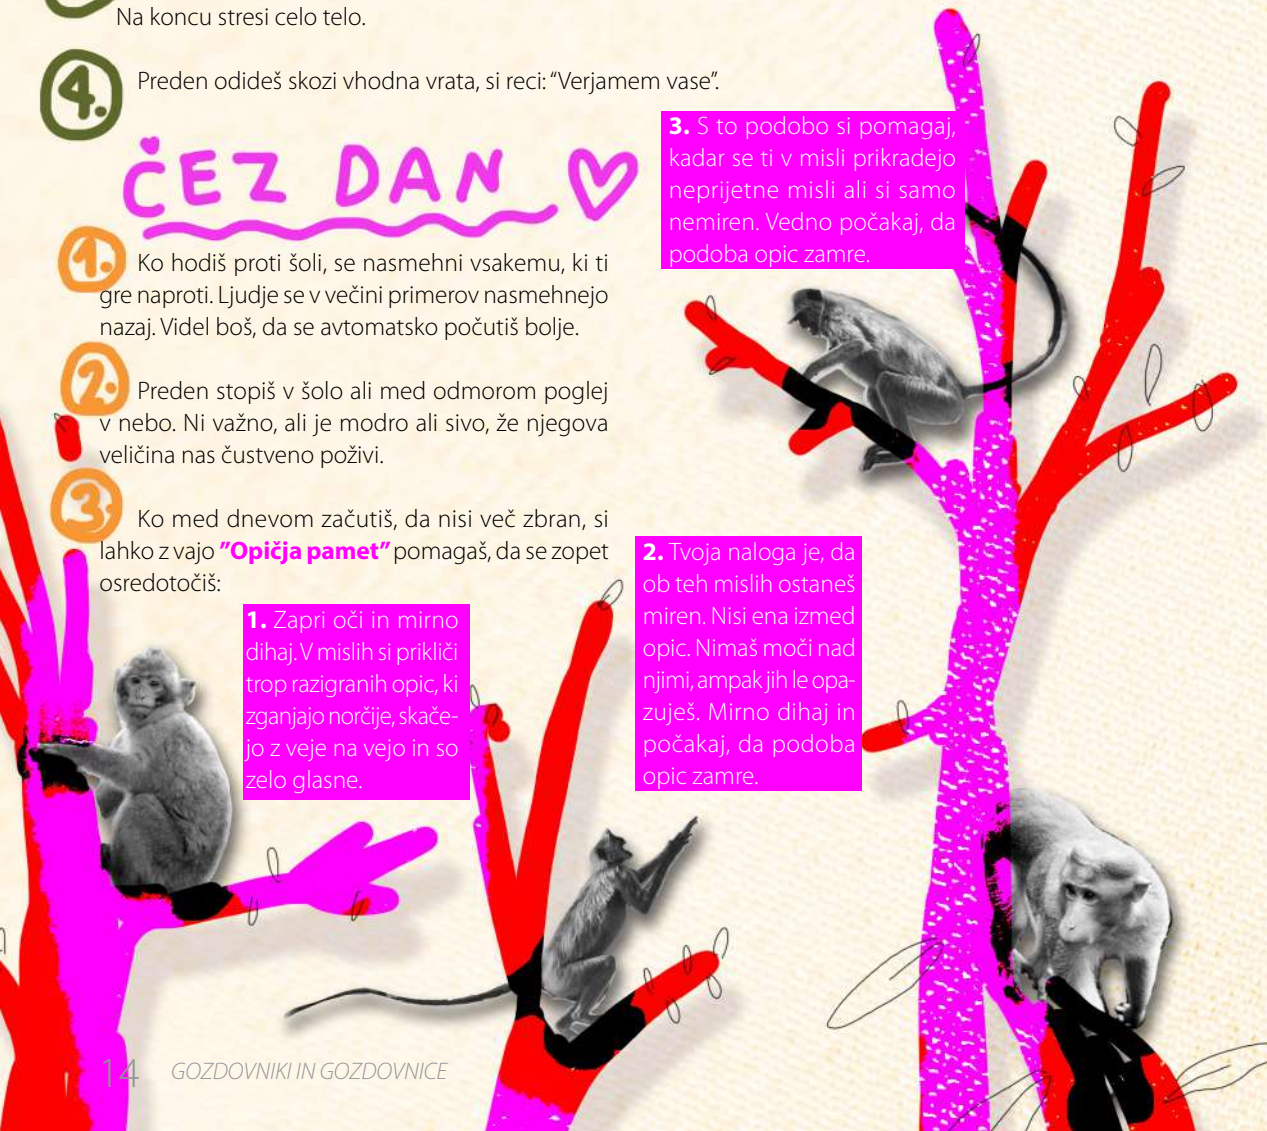 Na koncu stresi celo telo.
4. Preden odideš skozi vhodna vrata, si reci: “Verjamem vase”.
ČEZ DAN
1. Ko hodiš proti šoli, se nasmehni vsakemu, ki ti
gre naproti. Ljudje se v večini primerov nasmehnejo
nazaj. Videl boš, da se avtomatsko počutiš bolje.
2. Preden stopiš v šolo ali med odmorom poglej
v nebo. Ni važno, ali je modro ali sivo, že njegova
veličina nas čustveno poživi.
3. Ko med dnevom začutiš, da nisi več zbran, si
lahko z vajo ”Opičja pamet” pomagaš, da se zopet
osredotočiš:
1. Zapri oči in mirno
dihaj. V mislih si prikliči
trop razigranih opic, ki
zganjajo norčije, skače-
jo z veje na vejo in so
zelo glasne.
2. Tvoja naloga je, da
ob teh mislih ostaneš
miren. Nisi ena izmed
opic. Nimaš moči nad
njimi, ampak jih le opa-
zuješ. Mirno dihaj in
počakaj, da podoba
opic zamre.
3. S to podobo si pomagaj,
kadar se ti v misli prikradejo
neprijetne misli ali si samo
nemiren. Vedno počakaj, da
podoba opic zamre.
14 GOZDOVNIKI IN GOZDOVNICE